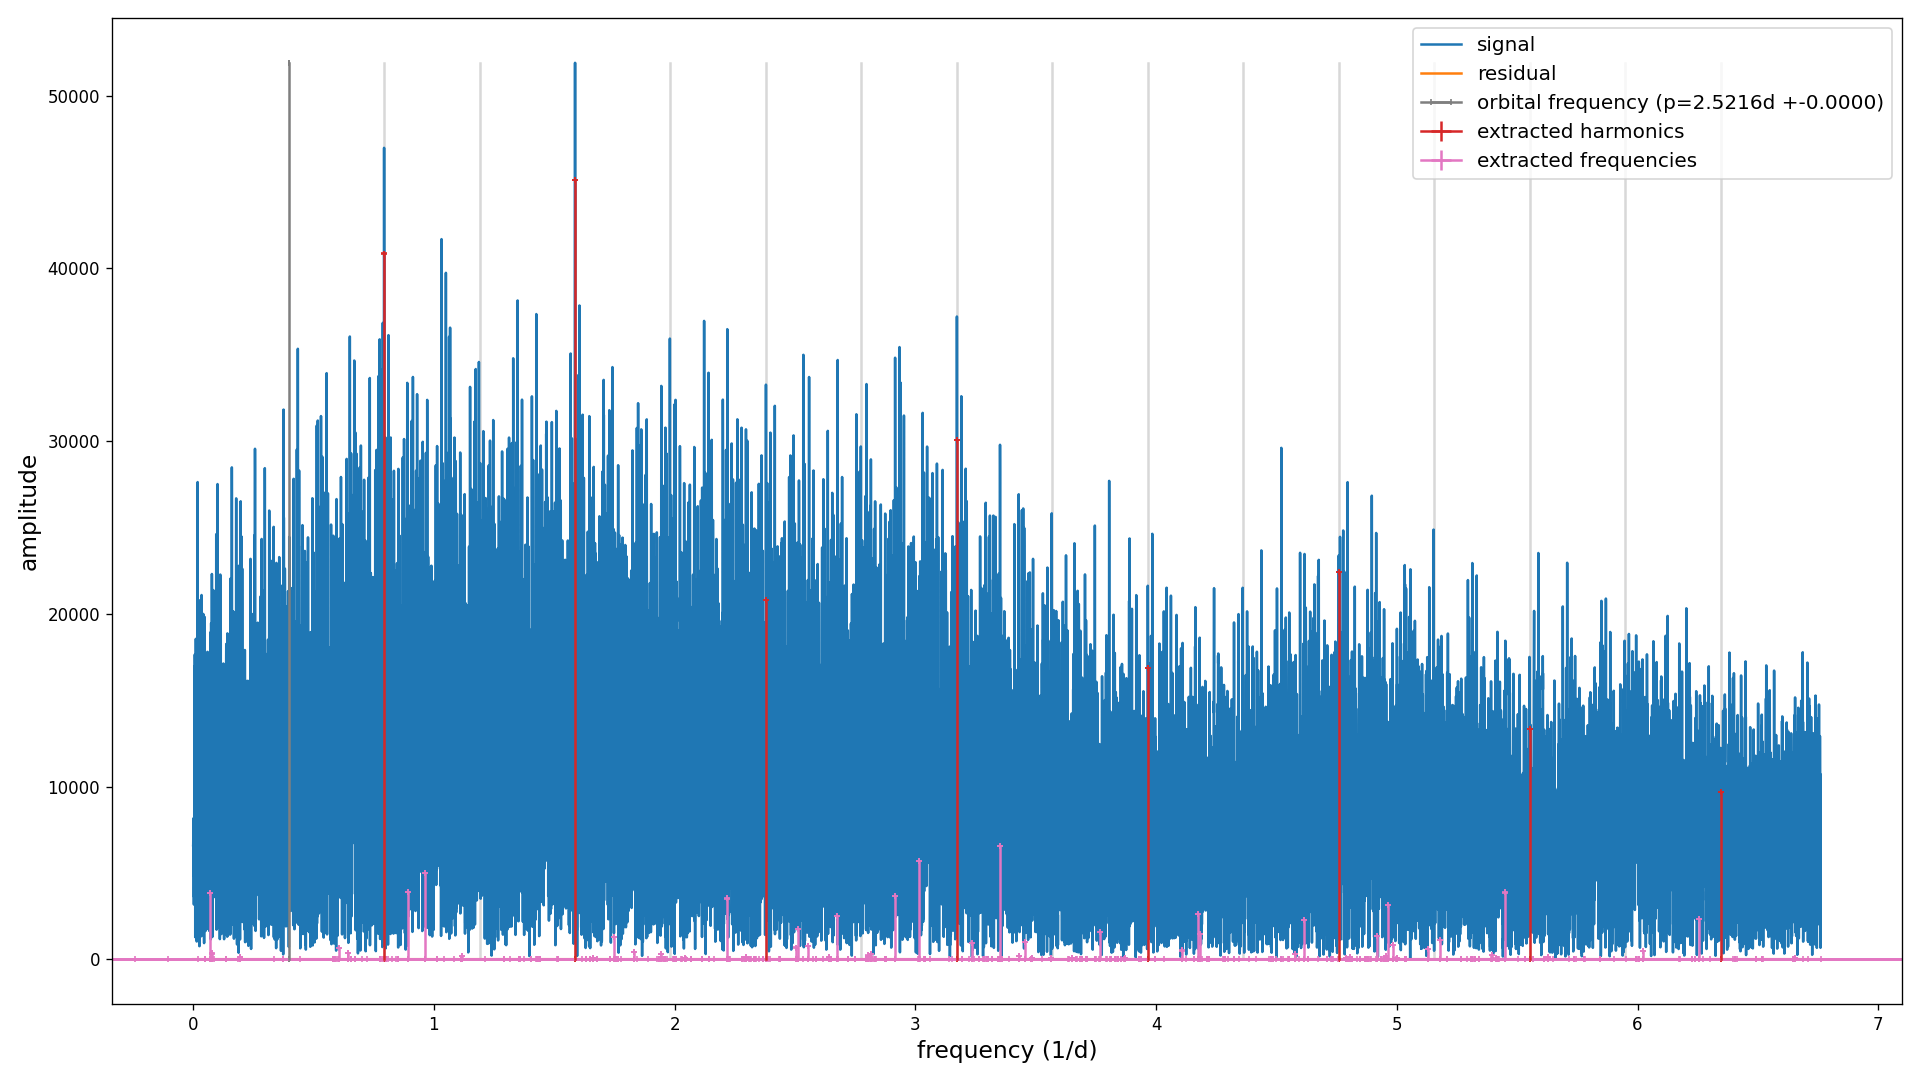 signal
residual
orbital frequency (p=2.5216d +-0.0000)
extracted harmonics
extracted frequencies
50000
40000
30000
20000
10000
0
amplitude
0 1 2 3 4 5 6 7
frequency (1/d)